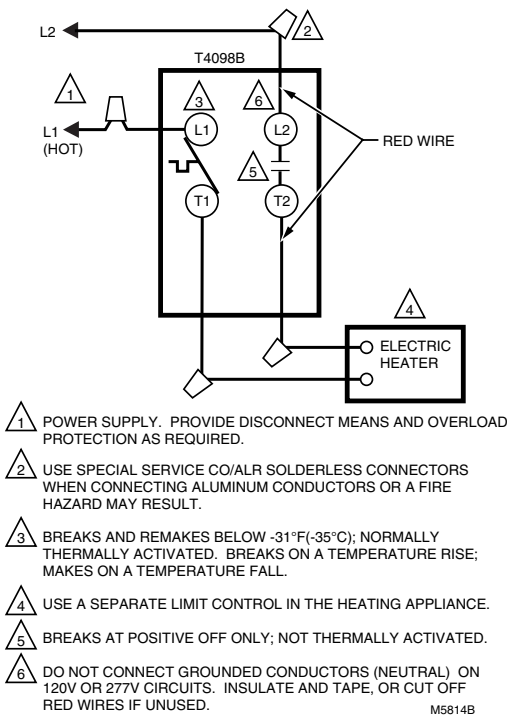 L2
2
T4098B
1
3
6
L1
(HOT)
L1
L2
RED WIRE
5
T1
T2
4
ELECTRIC
HEATER
1 POWER SUPPLY. PROVIDE DISCONNECT MEANS AND OVERLOAD
PROTECTION AS REQUIRED.
2 USE SPECIAL SERVICE CO/ALR SOLDERLESS CONNECTORS
WHEN CONNECTING ALUMINUM CONDUCTORS OR A FIRE
HAZARD MAY RESULT.
3 BREAKS AND REMAKES BELOW -31°F(-35°C); NORMALLY
THERMALLY ACTIVATED. BREAKS ON A TEMPERATURE RISE;
MAKES ON A TEMPERATURE FALL.
4 USE A SEPARATE LIMIT CONTROL IN THE HEATING APPLIANCE.
5 BREAKS AT POSITIVE OFF ONLY; NOT THERMALLY ACTIVATED.
6 DO NOT CONNECT GROUNDED CONDUCTORS (NEUTRAL) ON
120V OR 277V CIRCUITS. INSULATE AND TAPE, OR CUT OFF
RED WIRES IF UNUSED.
M5814B